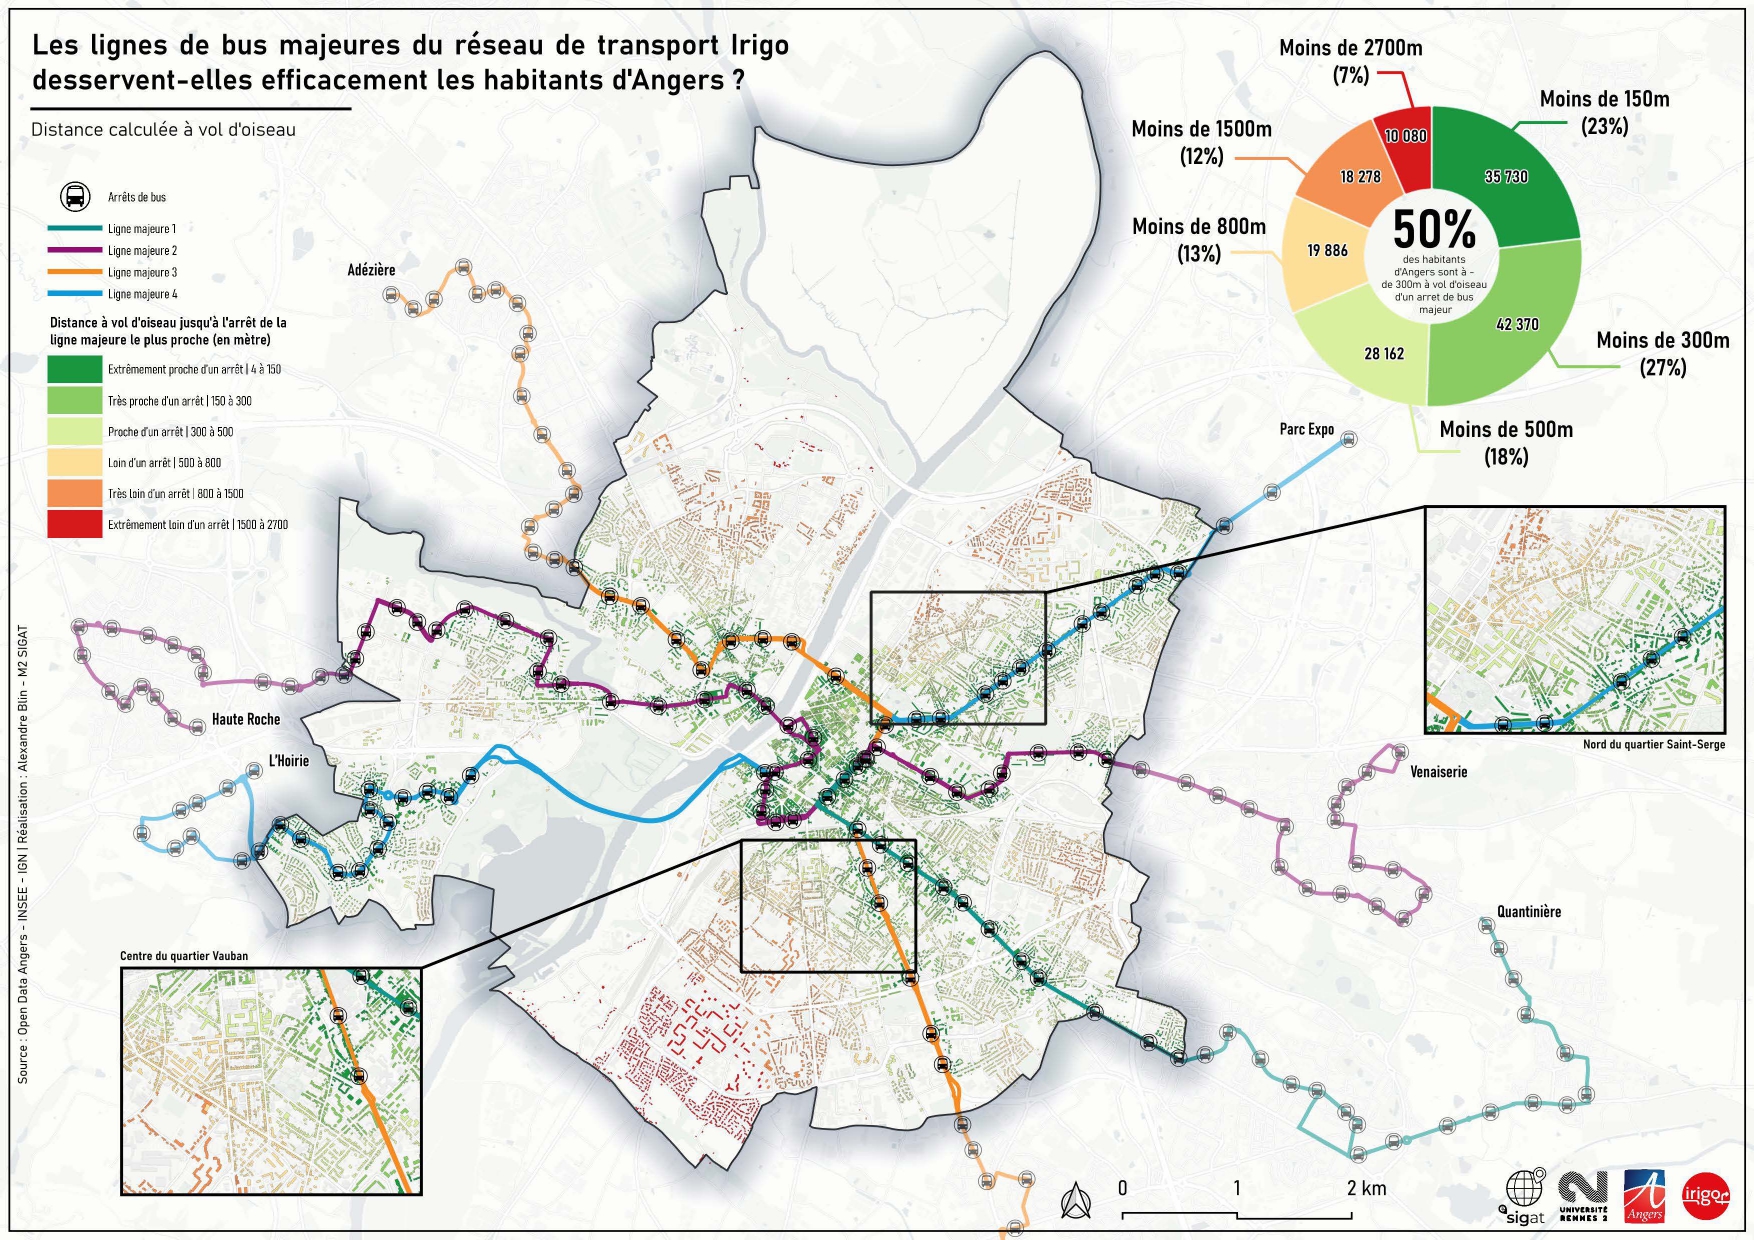 Les lignes de bus majeures du réseau de transport Irigo
desservent-elles efficacement les habitants d'Angers ?
Distance calculée à vol d'oiseau
Arrêts de bus
Ligne majeure 1
Ligne majeure 2
Ligne majeure 3
Ligne majeure 4
Distance à vol d'oiseau jusqu'à l'arrêt de la
ligne majeure le plus proche (en mètre)
Extrêmement proche d'un arrêt | 4 à 150
Très proche d'un arrêt | 150 à 300
Proche d'un arrêt | 300 à 500
Loin d'un arrêt | 500 à 800
Très loin d'un arrêt | 800 à 1500
Extrêmement loin d'un arrêt | 1500 à 2700
Moins de 2700m
(7%)
Moins de 150m
(23%)
Moins de 1500m
(12%)
Moins de 800m
(13%)
Moins de 300m
(27%)
Moins de 500m
(18%)
10 080
35 730
18 278
19 886
42 370
28 162
50%
des habitants
d'Angers sont à -
de 300m à vol d'oiseau
d'un arret de bus
majeur
Adézière
Parc Expo
Haute Roche
L'Hoirie
Venaiserie
Quantinière
Nord du quartier Saint-Serge
Centre du quartier Vauban
Source : Open Data Angers - INSEE - IGN | Réalisation : Alexandre Blin - M2 SIGAT
0 1 2 km
sigat
UNIVERSITÉ
RENNES 2
Angers
irigo